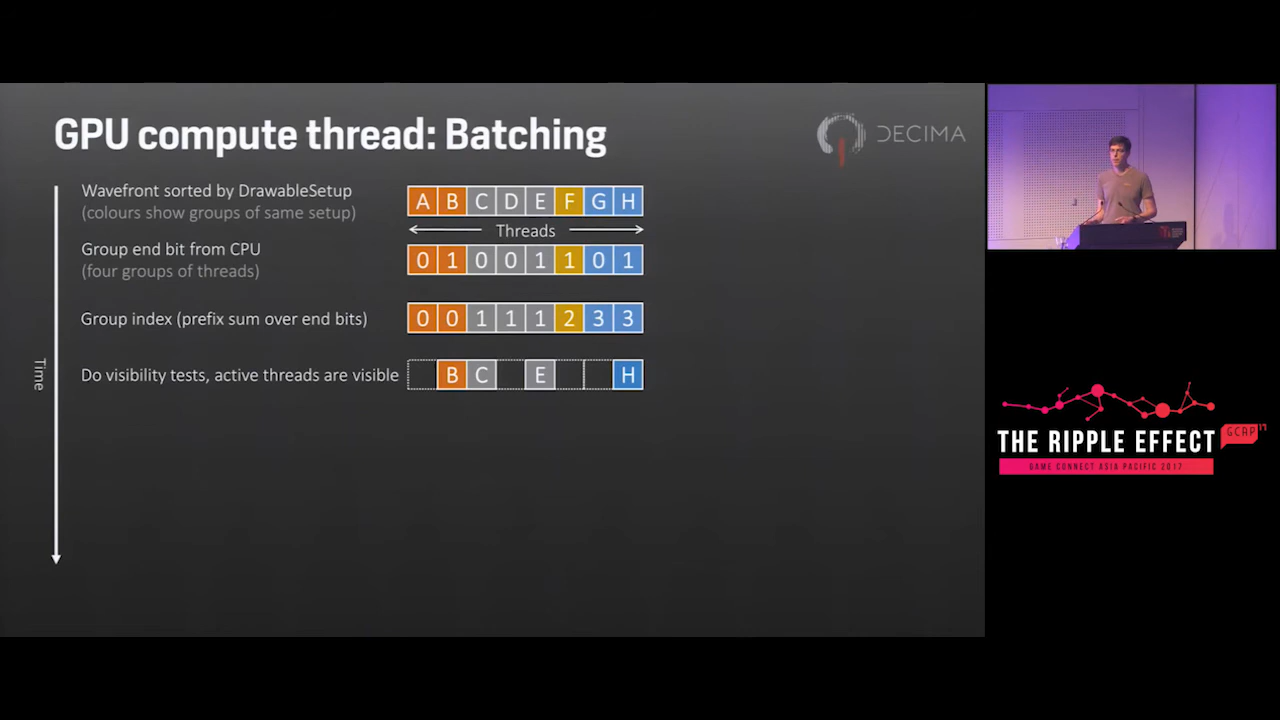 GPU compute thread: Batching
DECIMA
Wavefront sorted by DrawableSetup
(colours show groups of same setup)
A B C D E F G H
Threads
Group end bit from CPU
(four groups of threads)
0 1 0 0 1 1 0 1
Group index (prefix sum over end bits)
0 0 1 1 1 2 3 3
Do visibility tests, active threads are visible
B C E H
Time
THE RIPPLE EFFECT
GCAP 17
GAME CONNECT ASIA PACIFIC 2017